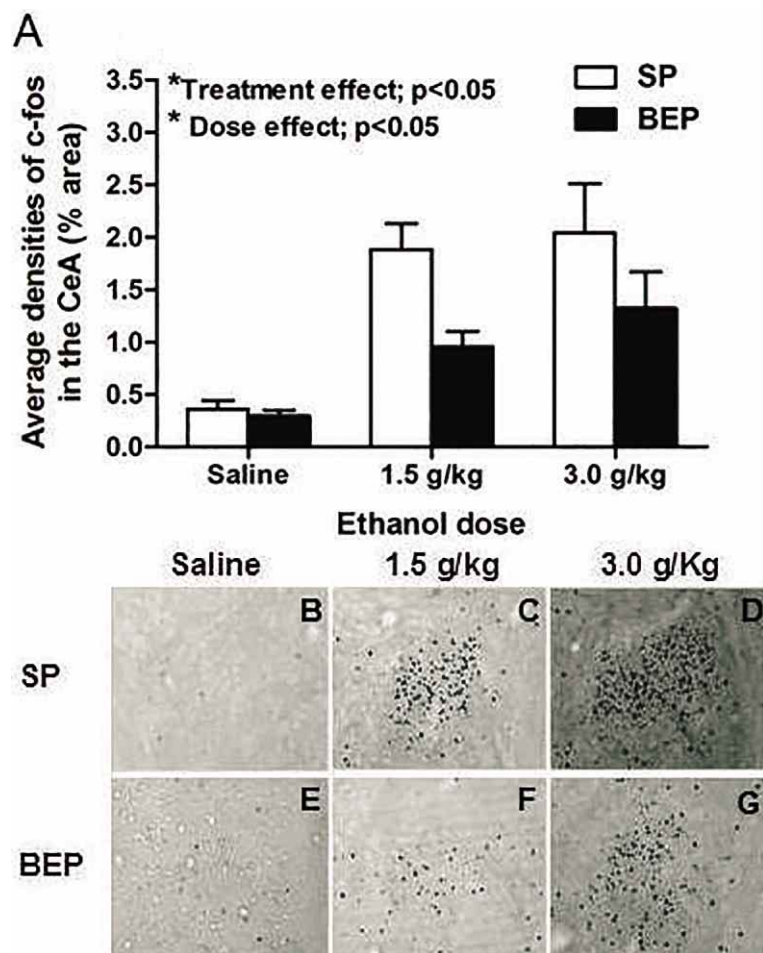 A
Average densities of c-fos
in the CeA (% area)
3.5
3.0
2.5
2.0
1.5
1.0
0.5
0.0
*Treatment effect; p<0.05
* Dose effect; p<0.05
SP
BEP
Saline
1.5 g/kg
3.0 g/kg
Ethanol dose
Saline
1.5 g/kg
3.0 g/Kg
SP
B
C
D
BEP
E
F
G